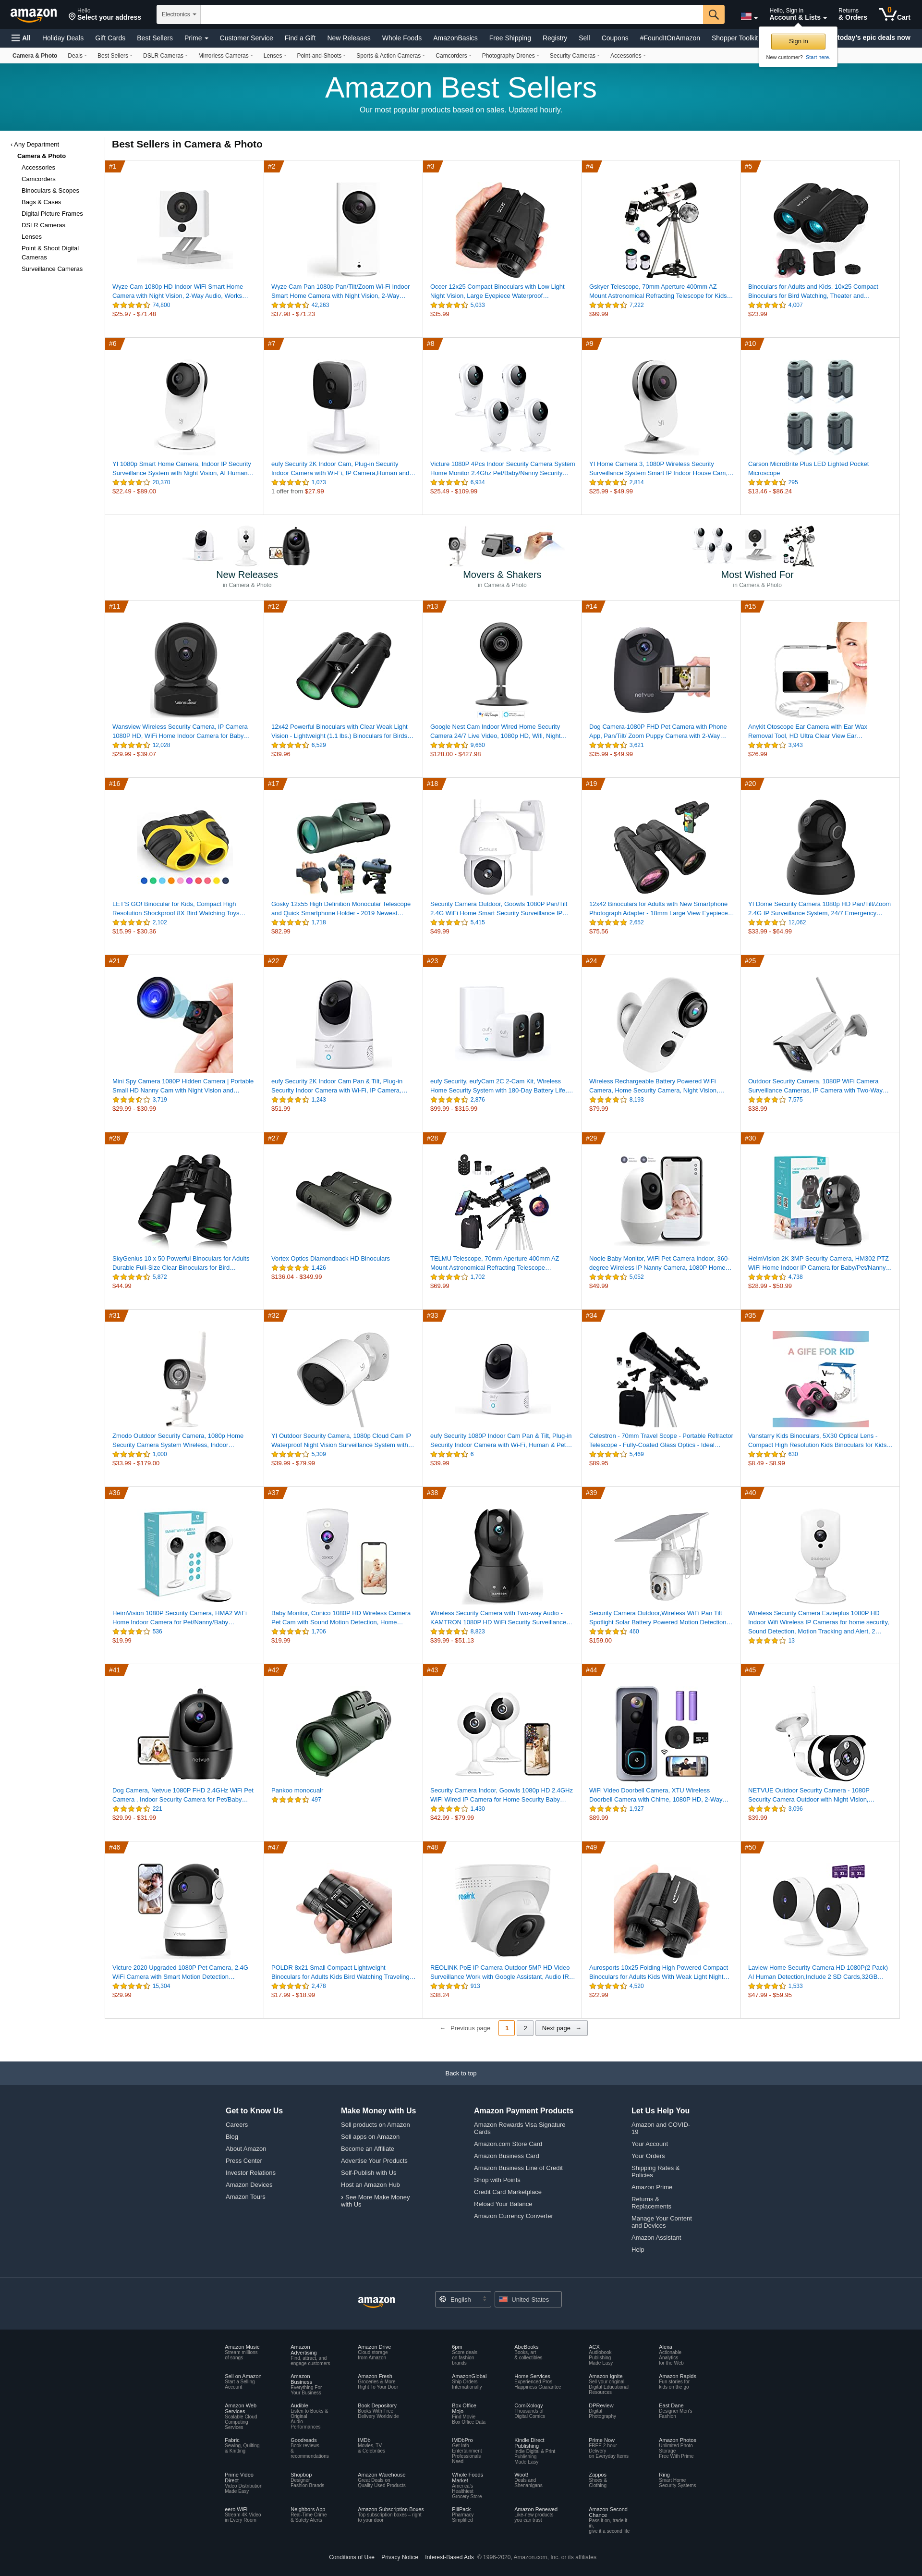 amazon
Hello
Select your address
Electronics
Hello, Sign in
Account & Lists
Returns
& Orders
0
Cart
All
Holiday Deals
Gift Cards
Best Sellers
Prime
Customer Service
Find a Gift
New Releases
Whole Foods
AmazonBasics
Free Shipping
Registry
Sell
Coupons
#FoundItOnAmazon
Shopper Toolkit
today's epic deals now
Sign in
New customer? Start here.
Camera & Photo
Deals
Best Sellers
DSLR Cameras
Mirrorless Cameras
Lenses
Point-and-Shoots
Sports & Action Cameras
Camcorders
Photography Drones
Security Cameras
Accessories
Amazon Best Sellers
Our most popular products based on sales. Updated hourly.
‹ Any Department
Camera & Photo
Accessories
Camcorders
Binoculars & Scopes
Bags & Cases
Digital Picture Frames
DSLR Cameras
Lenses
Point & Shoot Digital
Cameras
Surveillance Cameras
Best Sellers in Camera & Photo
#1
Wyze Cam 1080p HD Indoor WiFi Smart Home
Camera with Night Vision, 2-Way Audio, Works…
74,800
$25.97 - $71.48
#2
Wyze Cam Pan 1080p Pan/Tilt/Zoom Wi-Fi Indoor
Smart Home Camera with Night Vision, 2-Way…
42,263
$37.98 - $71.23
#3
Occer 12x25 Compact Binoculars with Low Light
Night Vision, Large Eyepiece Waterproof…
5,033
$35.99
#4
Gskyer Telescope, 70mm Aperture 400mm AZ
Mount Astronomical Refracting Telescope for Kids…
7,222
$99.99
#5
Binoculars for Adults and Kids, 10x25 Compact
Binoculars for Bird Watching, Theater and…
4,007
$23.99
#6
YI 1080p Smart Home Camera, Indoor IP Security
Surveillance System with Night Vision, AI Human…
20,370
$22.49 - $89.00
#7
eufy Security 2K Indoor Cam, Plug-in Security
Indoor Camera with Wi-Fi, IP Camera,Human and…
1,073
1 offer from $27.99
#8
Victure 1080P 4Pcs Indoor Security Camera System
Home Monitor 2.4Ghz Pet/Baby/Nanny Security…
6,934
$25.49 - $109.99
#9
YI Home Camera 3, 1080P Wireless Security
Surveillance System Smart IP Indoor House Cam,…
2,814
$25.99 - $49.99
#10
Carson MicroBrite Plus LED Lighted Pocket
Microscope
295
$13.46 - $86.24
New Releases
in Camera & Photo
Movers & Shakers
in Camera & Photo
Most Wished For
in Camera & Photo
#11
Wansview Wireless Security Camera, IP Camera
1080P HD, WiFi Home Indoor Camera for Baby…
12,028
$29.99 - $39.07
#12
12x42 Powerful Binoculars with Clear Weak Light
Vision - Lightweight (1.1 lbs.) Binoculars for Birds…
6,529
$39.96
#13
Google Nest Cam Indoor Wired Home Security
Camera 24/7 Live Video, 1080p HD, Wifi, Night…
9,660
$128.00 - $427.98
#14
netvue
Dog Camera-1080P FHD Pet Camera with Phone
App, Pan/Tilt/ Zoom Puppy Camera with 2-Way…
3,621
$35.99 - $49.99
#15
Anykit Otoscope Ear Camera with Ear Wax
Removal Tool, HD Ultra Clear View Ear…
3,943
$26.99
#16
LET'S GO! Binocular for Kids, Compact High
Resolution Shockproof 8X Bird Watching Toys…
2,102
$15.99 - $30.36
#17
Gosky 12x55 High Definition Monocular Telescope
and Quick Smartphone Holder - 2019 Newest…
1,718
$82.99
#18
Security Camera Outdoor, Goowls 1080P Pan/Tilt
2.4G WiFi Home Smart Security Surveillance IP…
5,415
$49.99
#19
12x42 Binoculars for Adults with New Smartphone
Photograph Adapter - 18mm Large View Eyepiece…
2,652
$75.56
#20
YI Dome Security Camera 1080p HD Pan/Tilt/Zoom
2.4G IP Surveillance System, 24/7 Emergency…
12,062
$33.99 - $64.99
#21
Mini Spy Camera 1080P Hidden Camera | Portable
Small HD Nanny Cam with Night Vision and…
3,719
$29.99 - $30.99
#22
eufy Security 2K Indoor Cam Pan & Tilt, Plug-in
Security Indoor Camera with Wi-Fi, IP Camera,…
1,243
$51.99
#23
eufy Security, eufyCam 2C 2-Cam Kit, Wireless
Home Security System with 180-Day Battery Life,…
2,876
$99.99 - $315.99
#24
Wireless Rechargeable Battery Powered WiFi
Camera, Home Security Camera, Night Vision,…
8,193
$79.99
#25
Outdoor Security Camera, 1080P WiFi Camera
Surveillance Cameras, IP Camera with Two-Way…
7,575
$38.99
#26
SkyGenius 10 x 50 Powerful Binoculars for Adults
Durable Full-Size Clear Binoculars for Bird…
5,872
$44.99
#27
Vortex Optics Diamondback HD Binoculars
1,426
$136.04 - $349.99
#28
TELMU Telescope, 70mm Aperture 400mm AZ
Mount Astronomical Refracting Telescope…
1,702
$69.99
#29
Nooie Baby Monitor, WiFi Pet Camera Indoor, 360-
degree Wireless IP Nanny Camera, 1080P Home…
5,052
$49.99
#30
HeimVision 2K 3MP Security Camera, HM302 PTZ
WiFi Home Indoor IP Camera for Baby/Pet/Nanny…
4,738
$28.99 - $50.99
#31
Zmodo Outdoor Security Camera, 1080p Home
Security Camera System Wireless, Indoor…
1,000
$33.99 - $179.00
#32
YI Outdoor Security Camera, 1080p Cloud Cam IP
Waterproof Night Vision Surveillance System with…
5,309
$39.99 - $79.99
#33
eufy Security 1080P Indoor Cam Pan & Tilt, Plug-in
Security Indoor Camera with Wi-Fi, Human & Pet…
6
$39.99
#34
Celestron - 70mm Travel Scope - Portable Refractor
Telescope - Fully-Coated Glass Optics - Ideal…
5,469
$89.95
#35
A GIFE FOR KID
Vanstarry Kids Binoculars, 5X30 Optical Lens -
Compact High Resolution Kids Binoculars for Kids…
630
$8.49 - $8.99
#36
HeimVision 1080P Security Camera, HMA2 WiFi
Home Indoor Camera for Pet/Nanny/Baby…
536
$19.99
#37
Baby Monitor, Conico 1080P HD Wireless Camera
Pet Cam with Sound Motion Detection, Home…
1,706
$19.99
#38
Wireless Security Camera with Two-way Audio -
KAMTRON 1080P HD WiFi Security Surveillance…
8,823
$39.99 - $51.13
#39
Security Camera Outdoor,Wireless WiFi Pan Tilt
Spotlight Solar Battery Powered Motion Detection…
460
$159.00
#40
Wireless Security Camera Eazieplus 1080P HD
Indoor Wifi Wireless IP Cameras for home security,
Sound Detection, Motion Tracking and Alert, 2…
13
#41
netvue
Dog Camera, Netvue 1080P FHD 2.4GHz WiFi Pet
Camera , Indoor Security Camera for Pet/Baby…
221
$29.99 - $31.99
#42
Pankoo monocualr
497
#43
Security Camera Indoor, Goowls 1080p HD 2.4GHz
WiFi Wired IP Camera for Home Security Baby…
1,430
$42.99 - $79.99
#44
WiFi Video Doorbell Camera, XTU Wireless
Doorbell Camera with Chime, 1080P HD, 2-Way…
1,927
$89.99
#45
NETVUE Outdoor Security Camera - 1080P
Security Camera Outdoor with Night Vision,…
3,096
$39.99
#46
Victure 2020 Upgraded 1080P Pet Camera, 2.4G
WiFi Camera with Smart Motion Detection…
15,304
$29.99
#47
POLDR 8x21 Small Compact Lightweight
Binoculars for Adults Kids Bird Watching Traveling…
2,478
$17.99 - $18.99
#48
reolink
REOLINK PoE IP Camera Outdoor 5MP HD Video
Surveillance Work with Google Assistant, Audio IR…
913
$38.24
#49
Aurosports 10x25 Folding High Powered Compact
Binoculars for Adults Kids With Weak Light Night…
4,520
$22.99
#50
Laview Home Security Camera HD 1080P(2 Pack)
AI Human Detection,Include 2 SD Cards,32GB…
1,533
$47.99 - $59.95
← Previous page
1
2
Next page →
Back to top
Get to Know Us
Careers
Blog
About Amazon
Press Center
Investor Relations
Amazon Devices
Amazon Tours
Make Money with Us
Sell products on Amazon
Sell apps on Amazon
Become an Affiliate
Advertise Your Products
Self-Publish with Us
Host an Amazon Hub
› See More Make Money
with Us
Amazon Payment Products
Amazon Rewards Visa Signature
Cards
Amazon.com Store Card
Amazon Business Card
Amazon Business Line of Credit
Shop with Points
Credit Card Marketplace
Reload Your Balance
Amazon Currency Converter
Let Us Help You
Amazon and COVID-
19
Your Account
Your Orders
Shipping Rates &
Policies
Amazon Prime
Returns &
Replacements
Manage Your Content
and Devices
Amazon Assistant
Help
amazon
English
United States
Amazon Music
Stream millions
of songs
Amazon
Advertising
Find, attract, and
engage customers
Amazon Drive
Cloud storage
from Amazon
6pm
Score deals
on fashion
brands
AbeBooks
Books, art
& collectibles
ACX
Audiobook
Publishing
Made Easy
Alexa
Actionable
Analytics
for the Web
Sell on Amazon
Start a Selling
Account
Amazon
Business
Everything For
Your Business
Amazon Fresh
Groceries & More
Right To Your Door
AmazonGlobal
Ship Orders
Internationally
Home Services
Experienced Pros
Happiness Guarantee
Amazon Ignite
Sell your original
Digital Educational
Resources
Amazon Rapids
Fun stories for
kids on the go
Amazon Web
Services
Scalable Cloud
Computing
Services
Audible
Listen to Books &
Original
Audio
Performances
Book Depository
Books With Free
Delivery Worldwide
Box Office
Mojo
Find Movie
Box Office Data
ComiXology
Thousands of
Digital Comics
DPReview
Digital
Photography
East Dane
Designer Men's
Fashion
Fabric
Sewing, Quilting
& Knitting
Goodreads
Book reviews
&
recommendations
IMDb
Movies, TV
& Celebrities
IMDbPro
Get Info
Entertainment
Professionals
Need
Kindle Direct
Publishing
Indie Digital & Print
Publishing
Made Easy
Prime Now
FREE 2-hour
Delivery
on Everyday Items
Amazon Photos
Unlimited Photo
Storage
Free With Prime
Prime Video
Direct
Video Distribution
Made Easy
Shopbop
Designer
Fashion Brands
Amazon Warehouse
Great Deals on
Quality Used Products
Whole Foods
Market
America's
Healthiest
Grocery Store
Woot!
Deals and
Shenanigans
Zappos
Shoes &
Clothing
Ring
Smart Home
Security Systems
eero WiFi
Stream 4K Video
in Every Room
Neighbors App
Real-Time Crime
& Safety Alerts
Amazon Subscription Boxes
Top subscription boxes – right
to your door
PillPack
Pharmacy
Simplified
Amazon Renewed
Like-new products
you can trust
Amazon Second
Chance
Pass it on, trade it
in,
give it a second life
Conditions of Use
Privacy Notice
Interest-Based Ads
© 1996-2020, Amazon.com, Inc. or its affiliates